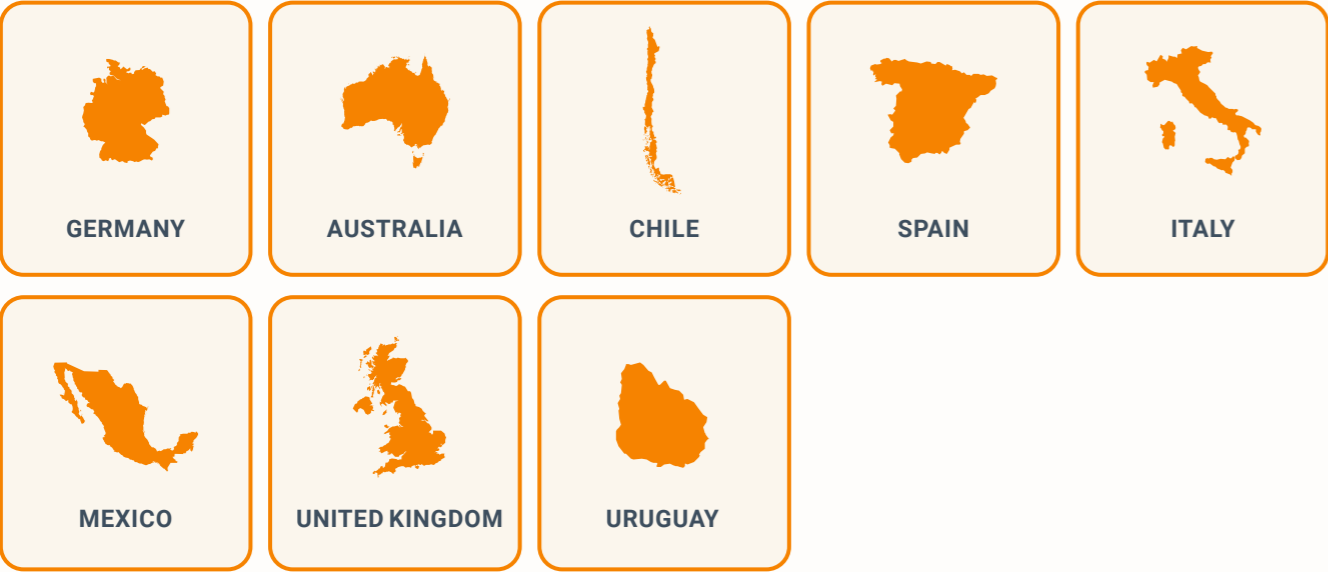 GERMANY
AUSTRALIA
CHILE
SPAIN
ITALY
MEXICO
UNITED KINGDOM
URUGUAY